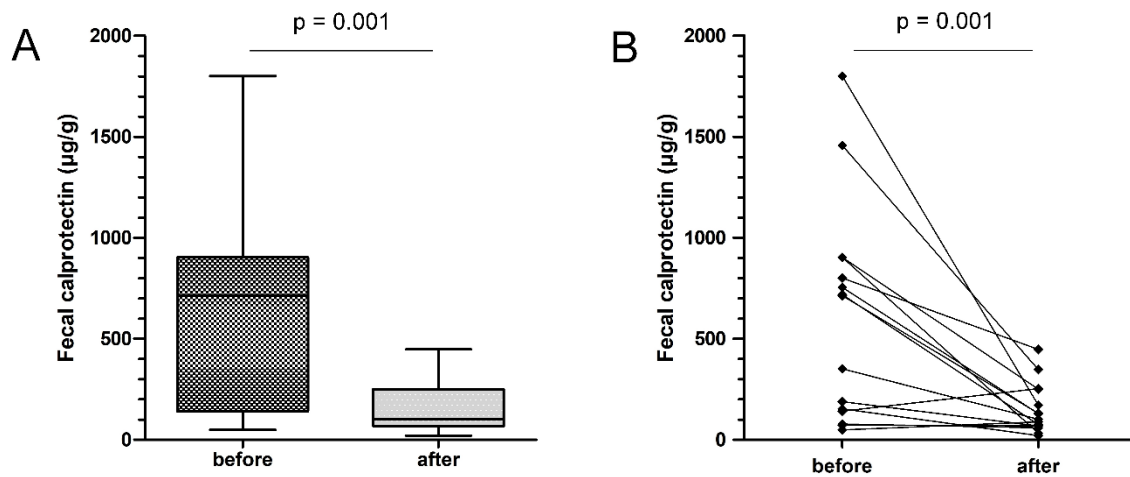 A
p = 0.001
Fecal calprotectin (µg/g)
2000
1500
1000
500
0
before after
B
p = 0.001
Fecal calprotectin (µg/g)
2000
1500
1000
500
0
before after